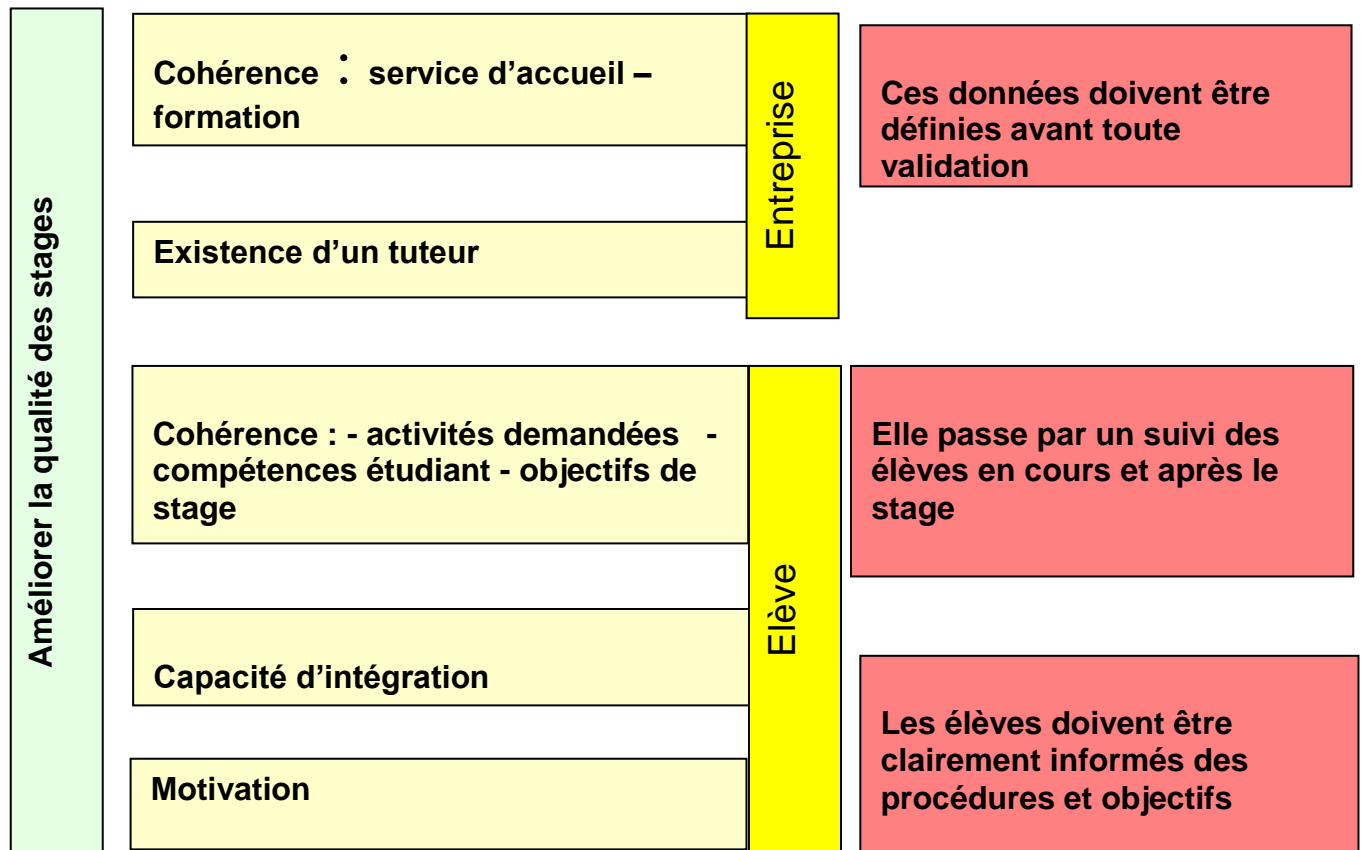 Améliorer la qualité des stages
Cohérence : service d’accueil –
formation
Existence d’un tuteur
Entreprise
Ces données doivent être
définies avant toute
validation
Cohérence : - activités demandées -
compétences étudiant - objectifs de
stage
Capacité d’intégration
Motivation
Elève
Elle passe par un suivi des
élèves en cours et après le
stage
Les élèves doivent être
clairement informés des
procédures et objectifs